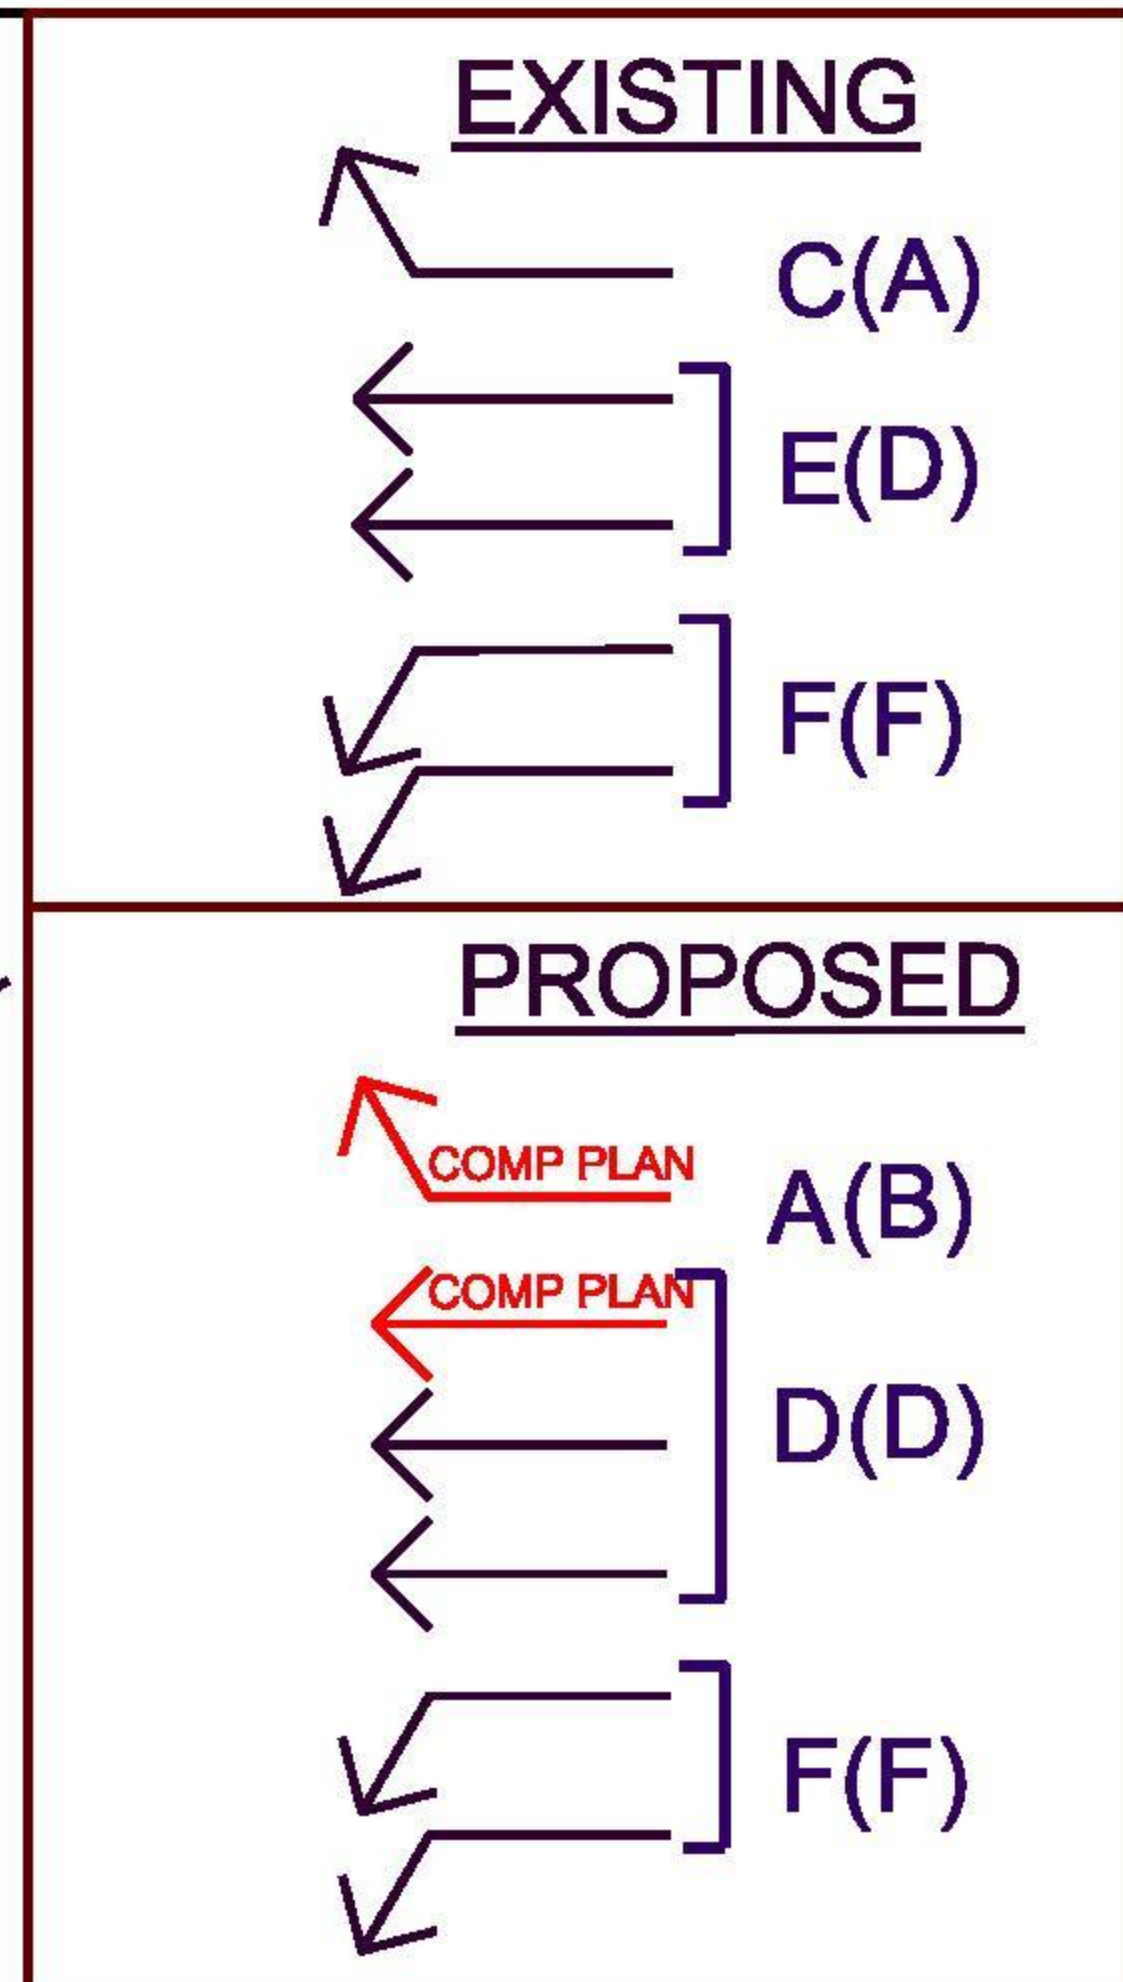 EXISTING
C(A)
E(D)
F(F)
PROPOSED
COMP PLAN
A(B)
COMP PLAN
D(D)
F(F)